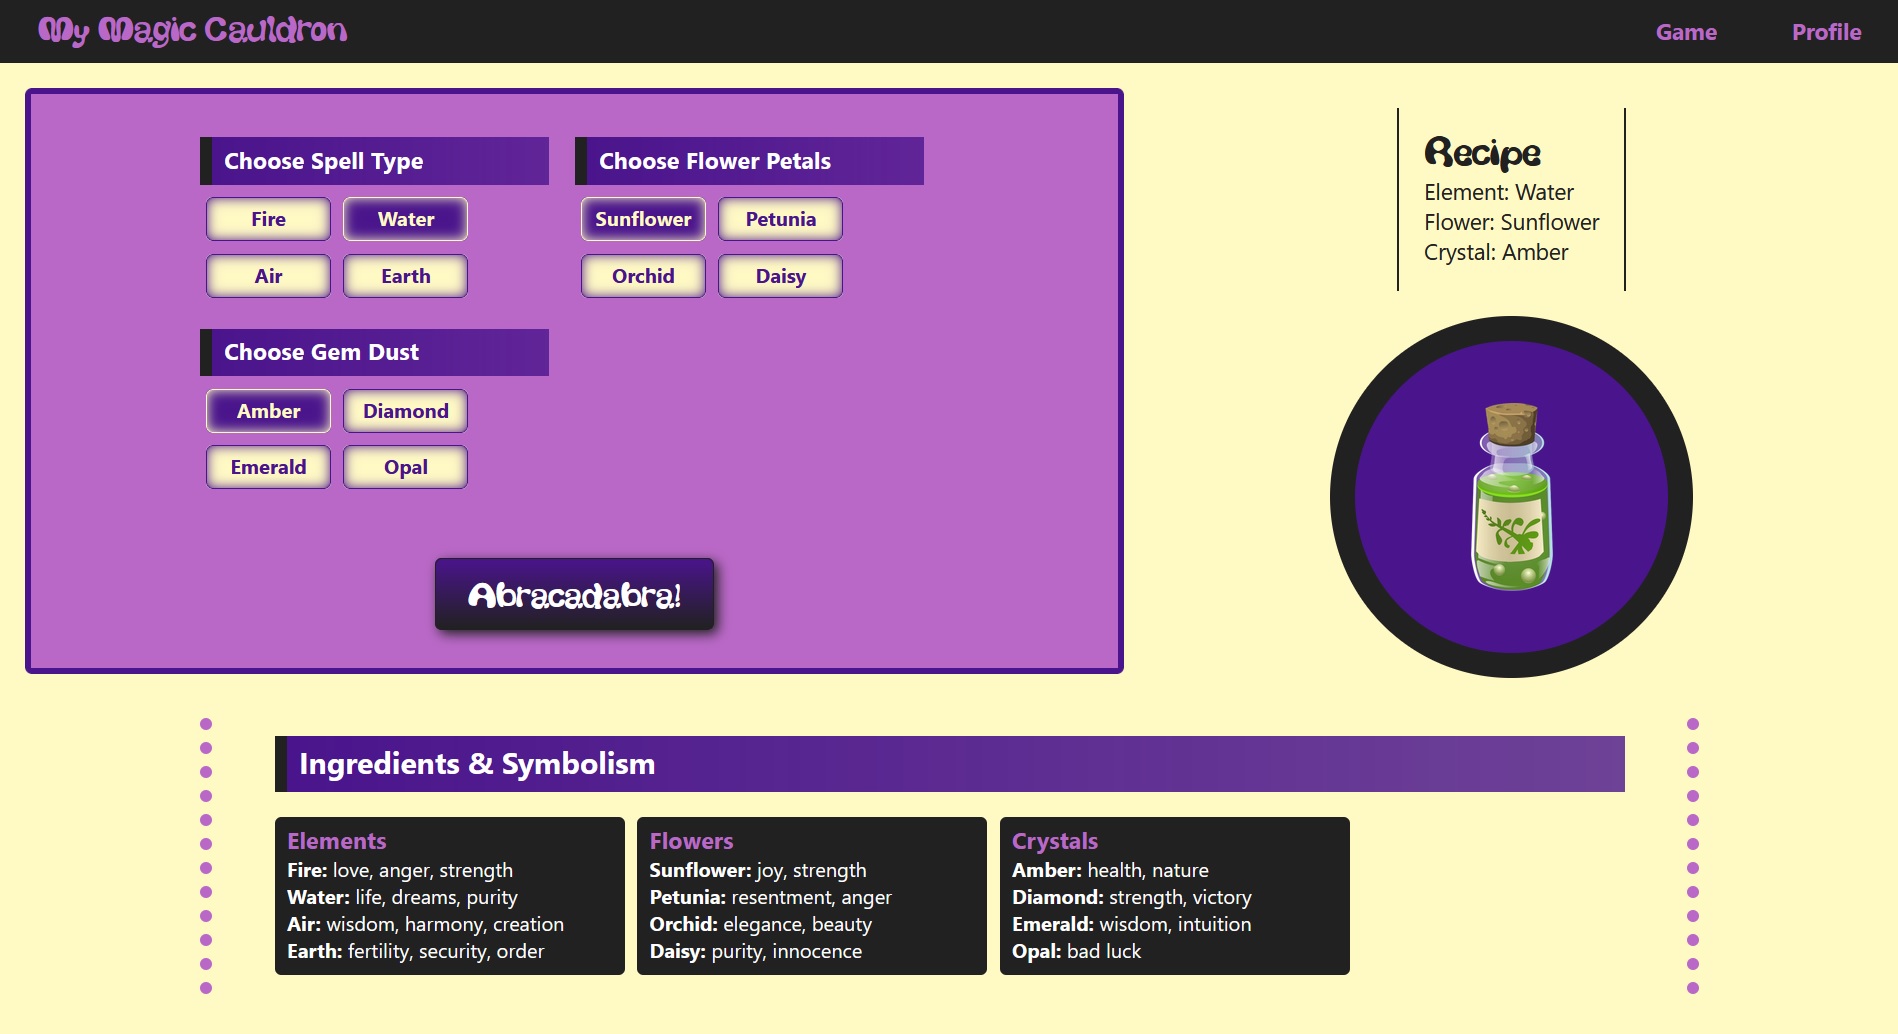 My Magic Cauldron
Game
Profile
Choose Spell Type
Fire
Water
Air
Earth
Choose Flower Petals
Sunflower
Petunia
Orchid
Daisy
Choose Gem Dust
Amber
Diamond
Emerald
Opal
Abracadabra!
Recipe
Element: Water
Flower: Sunflower
Crystal: Amber
Ingredients & Symbolism
Elements
Fire: love, anger, strength
Water: life, dreams, purity
Air: wisdom, harmony, creation
Earth: fertility, security, order
Flowers
Sunflower: joy, strength
Petunia: resentment, anger
Orchid: elegance, beauty
Daisy: purity, innocence
Crystals
Amber: health, nature
Diamond: strength, victory
Emerald: wisdom, intuition
Opal: bad luck